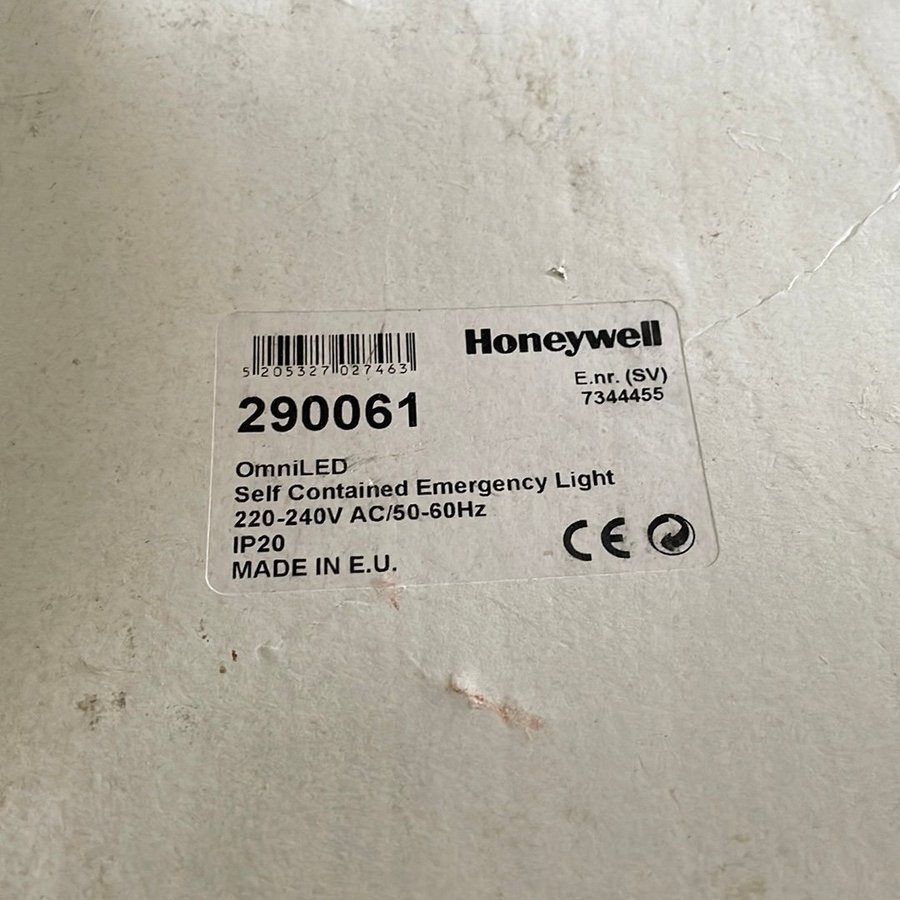 Honeywell
5 205327 027463
E.nr. (SV)
7344455
290061
OmniLED
Self Contained Emergency Light
220-240V AC/50-60Hz
IP20
MADE IN E.U.
CE